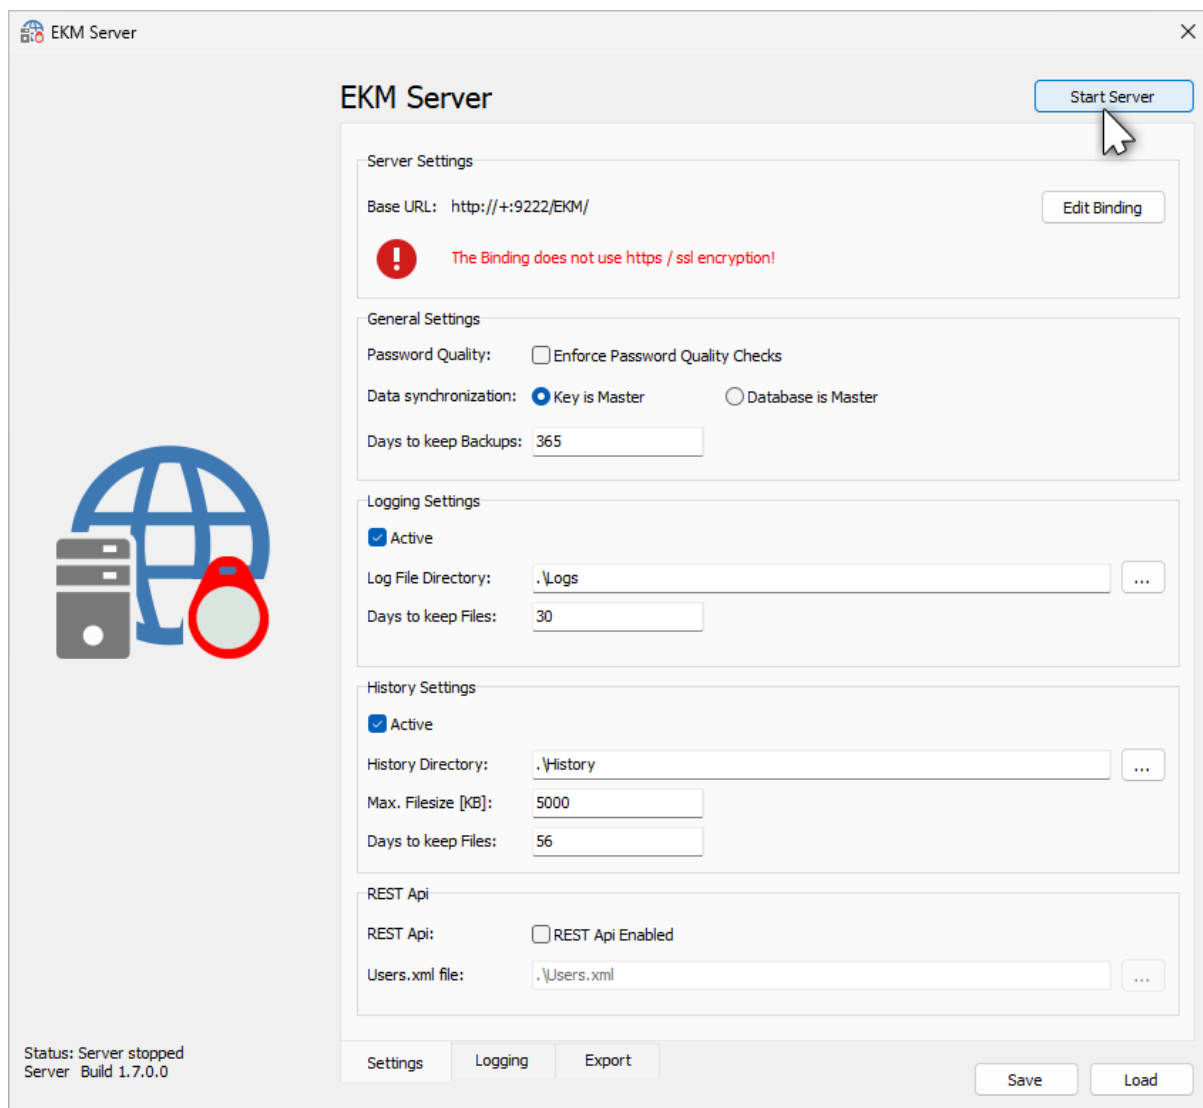 EKM Server
EKM Server
Start Server
Server Settings
Base URL: http://+:9222/EKM/
Edit Binding
The Binding does not use https / ssl encryption!
General Settings
Password Quality: Enforce Password Quality Checks
Data synchronization: Key is Master Database is Master
Days to keep Backups: 365
Logging Settings
Active
Log File Directory: .\Logs ...
Days to keep Files: 30
History Settings
Active
History Directory: .\History ...
Max. Filesize [KB]: 5000
Days to keep Files: 56
REST Api
REST Api: REST Api Enabled
Users.xml file: .\Users.xml ...
Status: Server stopped
Server Build 1.7.0.0
Settings Logging Export
Save Load